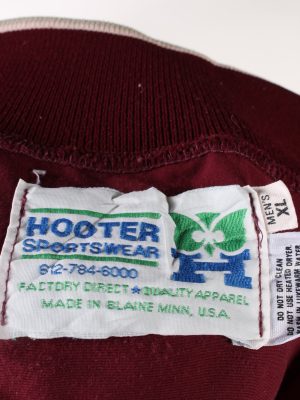 HOOTER
SPORTSWEAR
612-784-6000
FACTORY DIRECT ★ QUALITY APPAREL
MADE IN BLAINE MINN, U.S.A.
MEN'S
XL
DO NOT DRY CLEAN
DO NOT USE HEATED DRYER
WASH IN LUKEWARM WATER